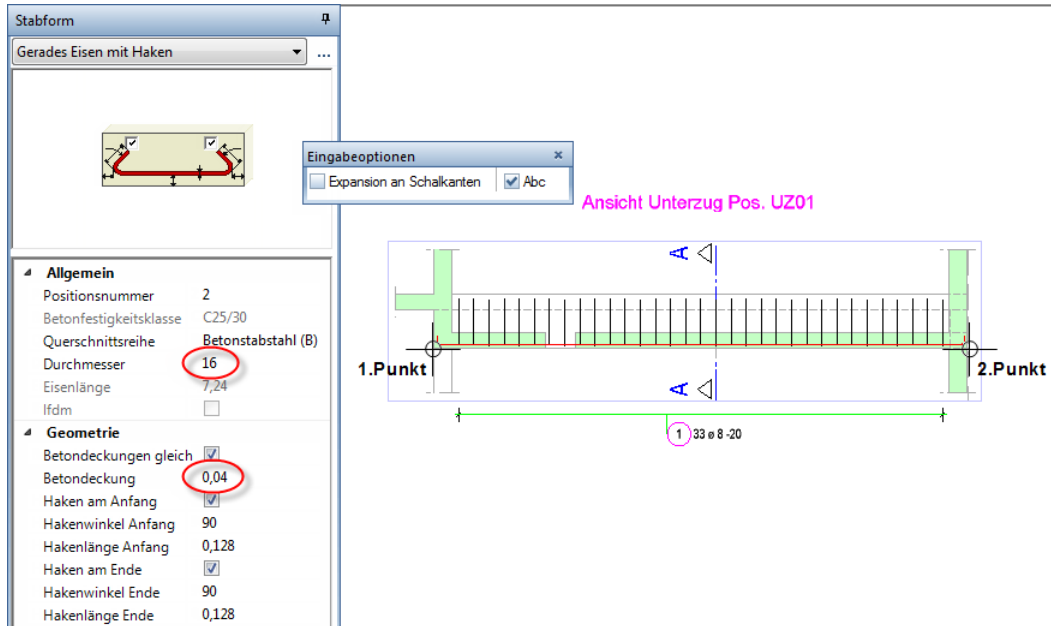 Stabform
Gerades Eisen mit Haken
...
Eingabeoptionen
Expansion an Schalkanten
Abc
Ansicht Unterzug Pos. UZ01
A
1.Punkt
2.Punkt
A
1 33 ø 8 -20
Allgemein
Positionsnummer 2
Betonfestigkeitsklasse C25/30
Querschnittsreihe Betonstabstahl (B)
Durchmesser 16
Eisenlänge 7,24
lfdm
Geometrie
Betondeckungen gleich
Betondeckung 0,04
Haken am Anfang
Hakenwinkel Anfang 90
Hakenlänge Anfang 0,128
Haken am Ende
Hakenwinkel Ende 90
Hakenlänge Ende 0,128